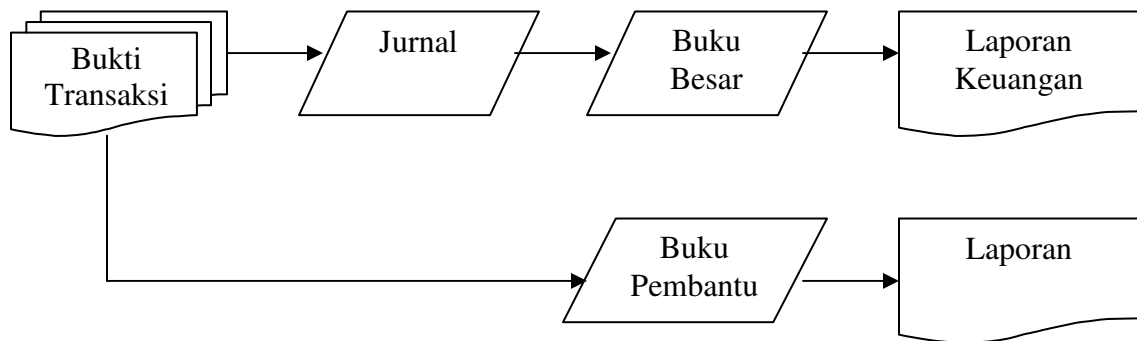 Bukti
Transaksi
Jurnal
Buku
Besar
Laporan
Keuangan
Buku
Pembantu
Laporan